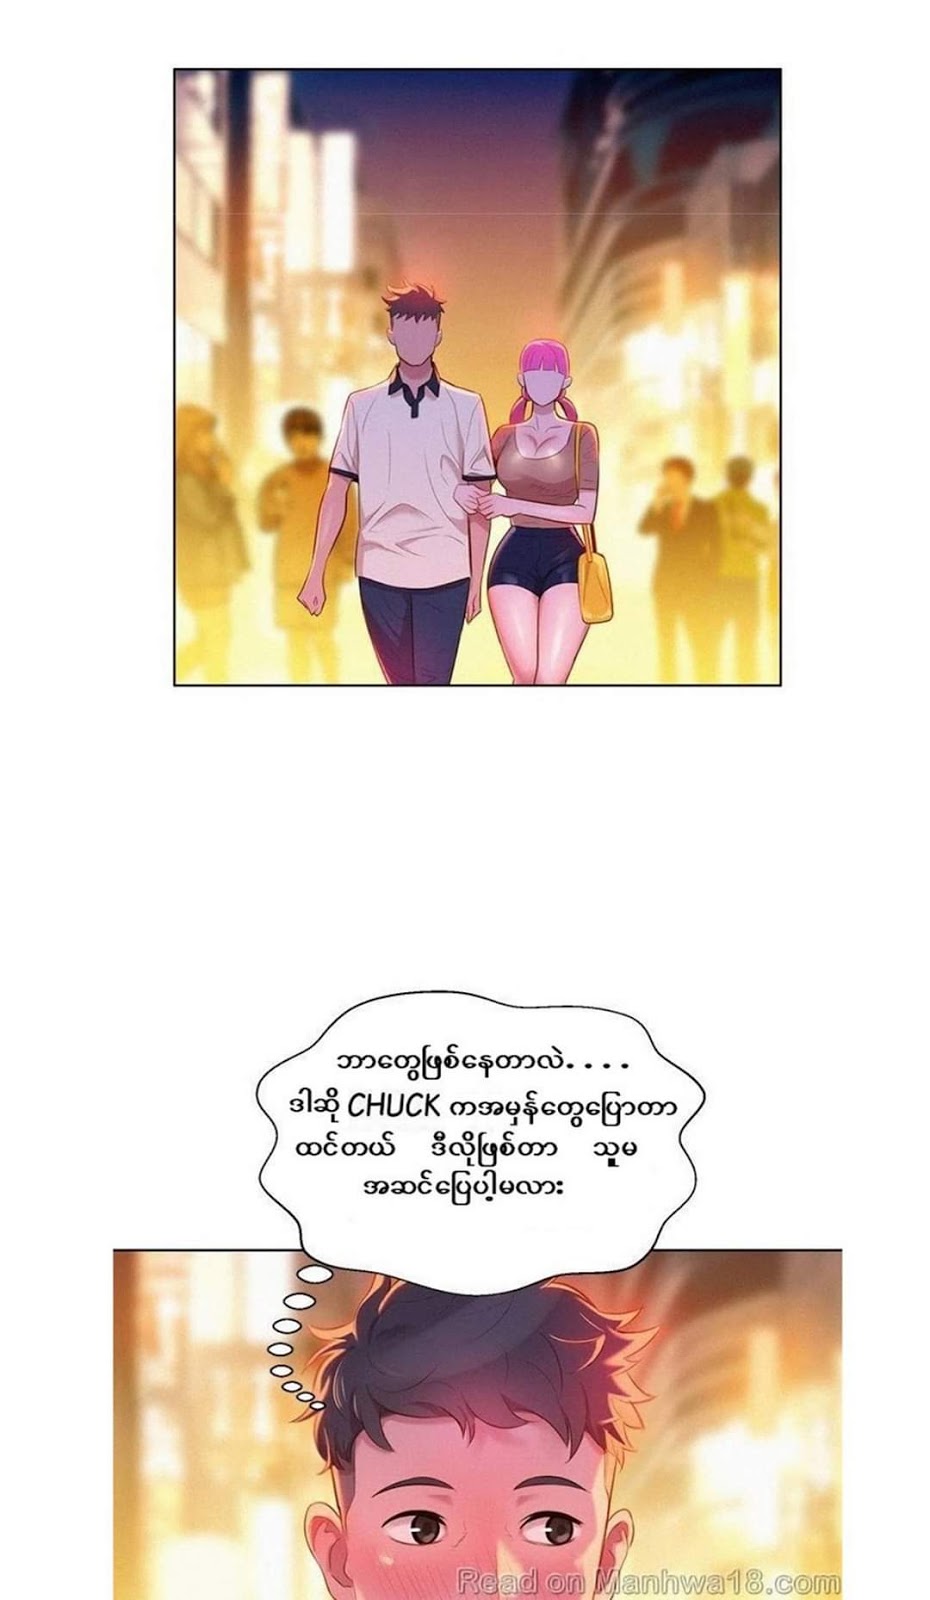 ဘာတွေဖြစ်နေတာလဲ. . . .
ဒါဆို CHUCK ကအမှန်တွေပြောတာ
ထင်တယ် ဒီလိုဖြစ်တာ သူမ
အဆင်ပြေပါ့မလား
Read on Manhwa18.com